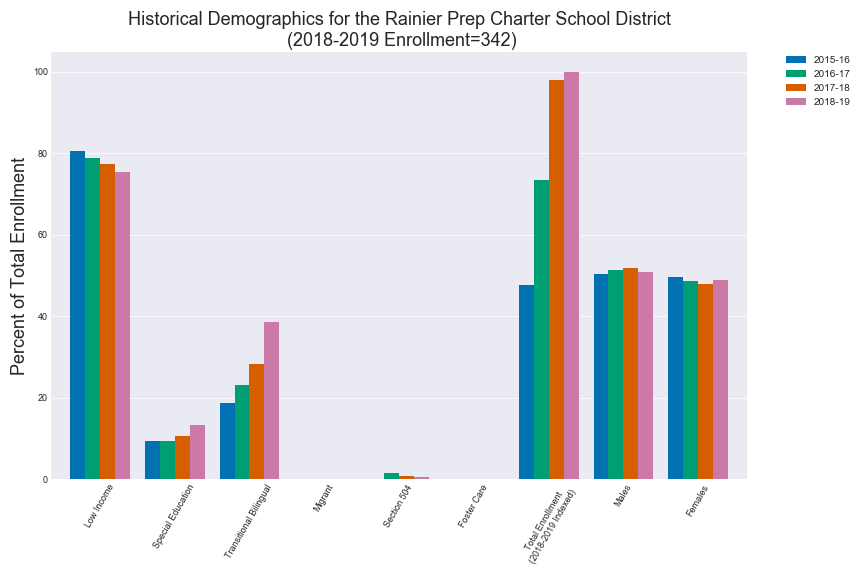 Historical Demographics for the Rainier Prep Charter School District
(2018-2019 Enrollment=342)
2015-16
2016-17
2017-18
2018-19
Percent of Total Enrollment
100
80
60
40
20
0
Low Income
Special Education
Transitional Bilingual
Migrant
Section 504
Foster Care
Total Enrollment
(2018-2019 Indexed)
Males
Females